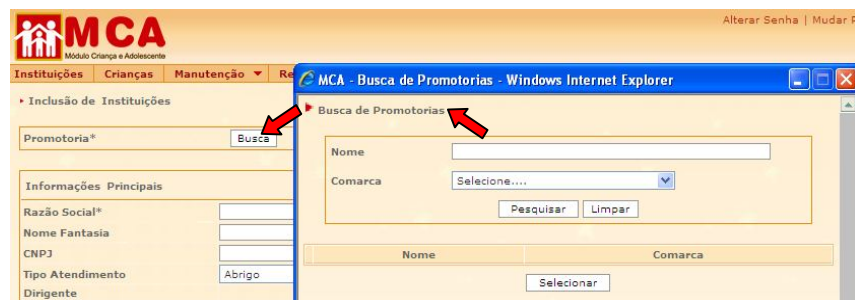 Alterar Senha | Mudar
MCA
Módulo Criança e Adolescente
Instituições Crianças Manutenção Re
Inclusão de Instituições
Promotoria* Busca
Informações Principais
Razão Social*
Nome Fantasia
CNPJ
Tipo Atendimento Abrigo
Dirigente
MCA - Busca de Promotorias - Windows Internet Explorer
Busca de Promotorias
Nome
Comarca Selecione....
Pesquisar Limpar
Nome Comarca
Selecionar